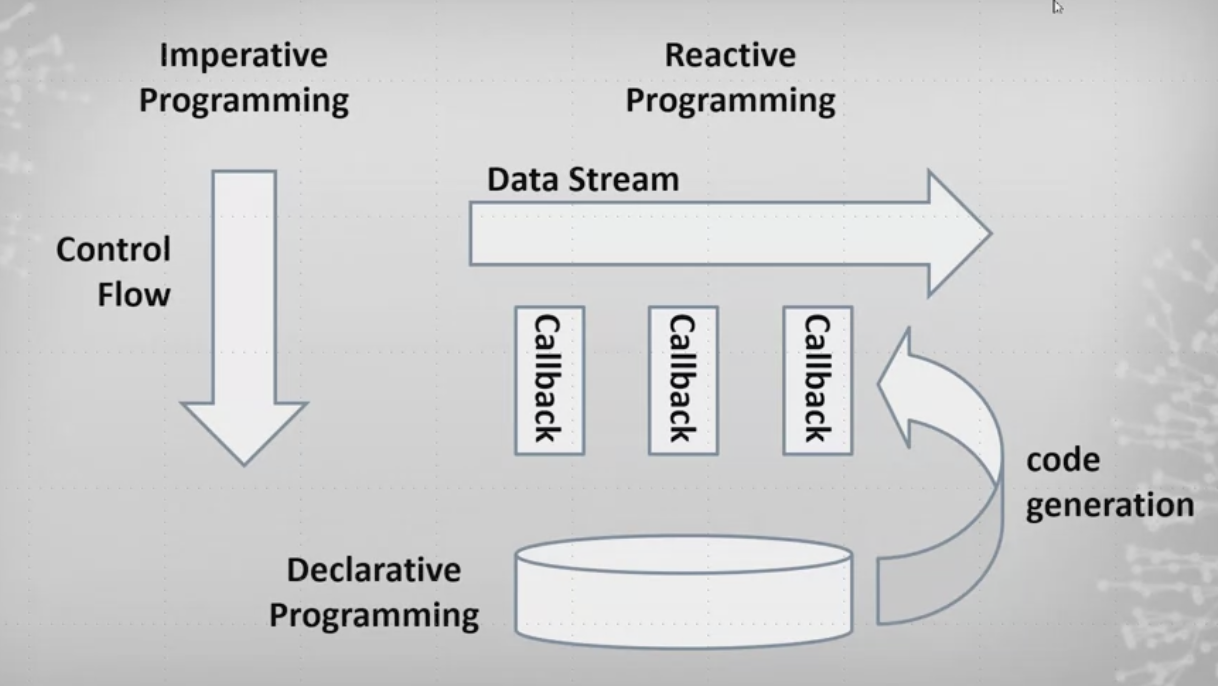 Imperative
Programming
Reactive
Programming
Data Stream
Control
Flow
Callback
Callback
Callback
code
generation
Declarative
Programming